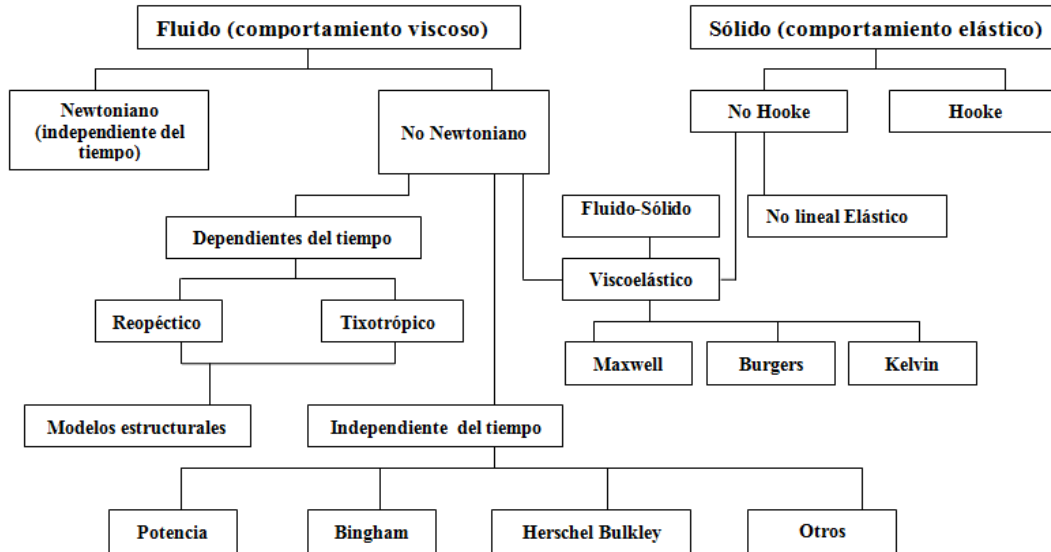 Fluido (comportamiento viscoso)
Sólido (comportamiento elástico)
Newtoniano
(independiente del
tiempo)
No Newtoniano
No Hooke
Hooke
Fluido-Sólido
No lineal Elástico
Dependientes del tiempo
Viscoelástico
Reopéctico
Tixotrópico
Maxwell
Burgers
Kelvin
Modelos estructurales
Independiente del tiempo
Potencia
Bingham
Herschel Bulkley
Otros